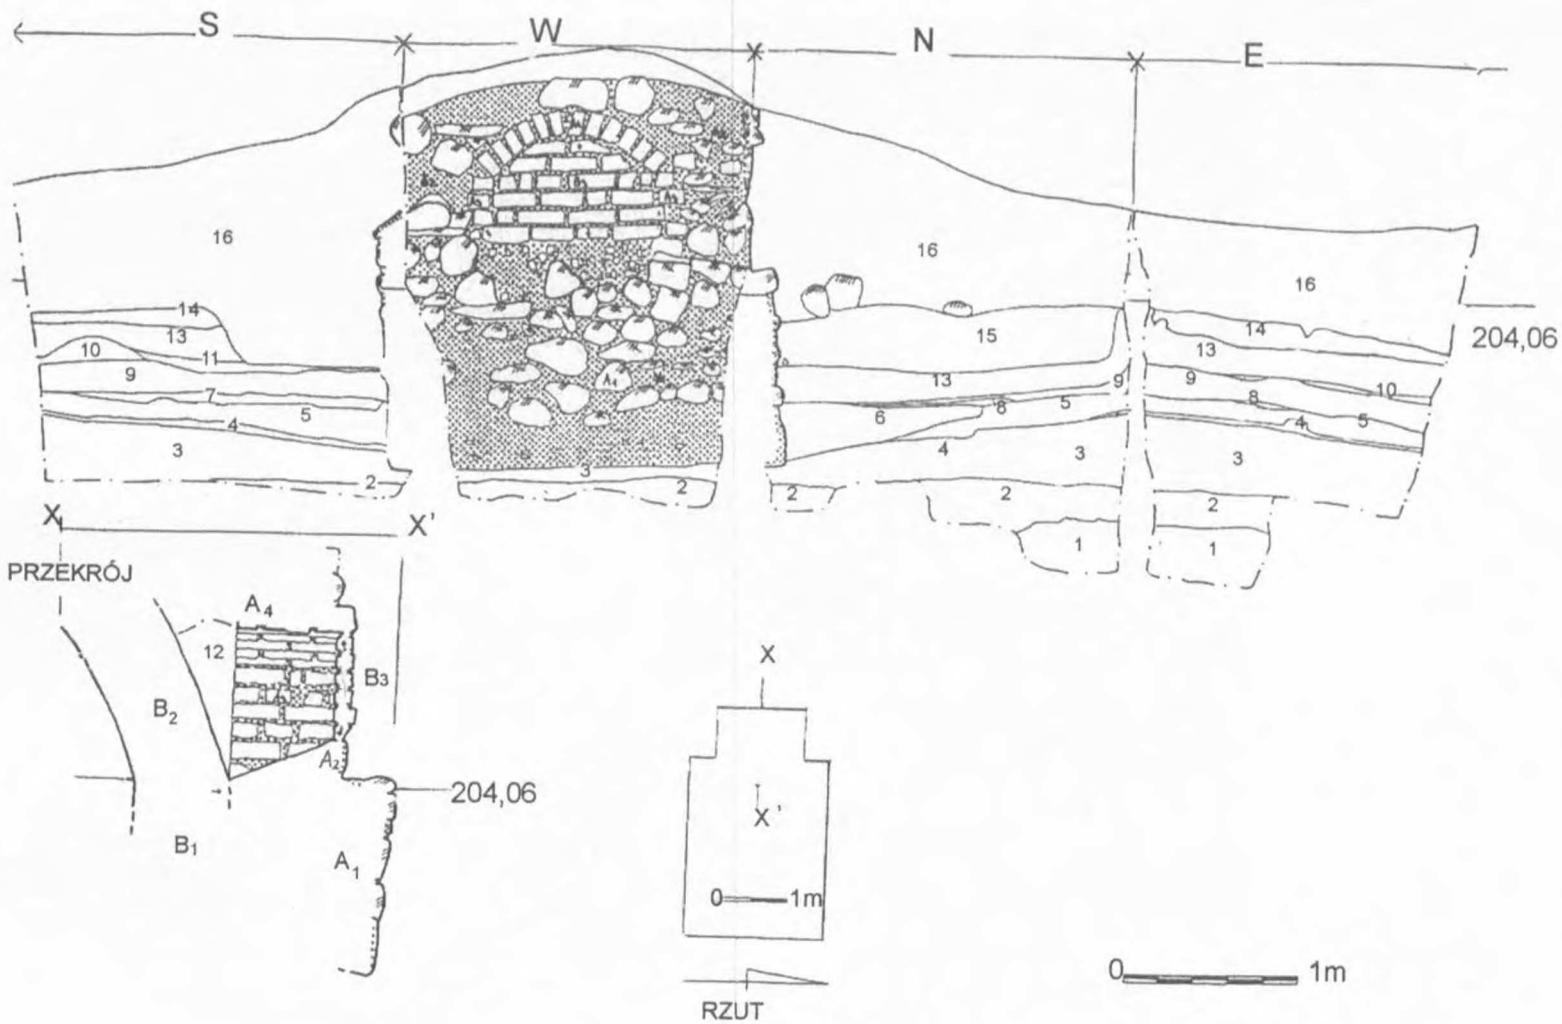 S W N E
16 16 16
14 15 14
13 13 13
204,06
10 11 9 9 10
9 8 8
7 6 5 4 5
5
4 4
3 3 3 3
2 2 2 2 2
1 1
X X'
PRZEKRÓJ
A4
12
B3
B2
A2
204,06
B1
A1
A1
X
X'
0 1m
RZUT
0 1m